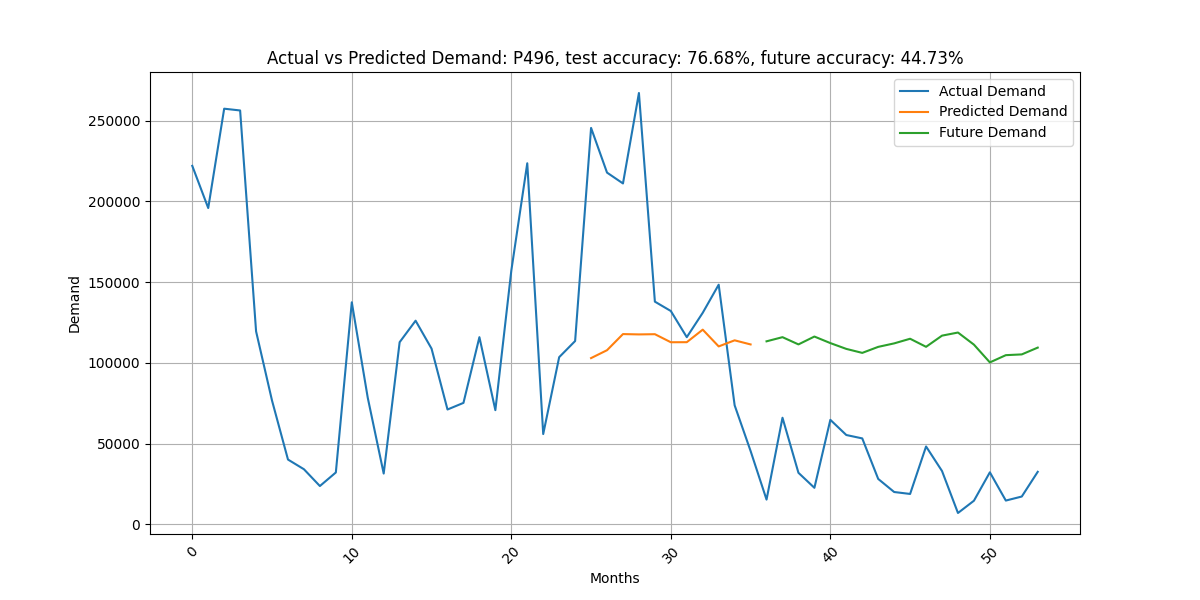 Actual vs Predicted Demand: P496, test accuracy: 76.68%, future accuracy: 44.73%
Actual Demand
Predicted Demand
Future Demand
Demand
250000
200000
150000
100000
50000
0
0
10
20
30
40
50
Months